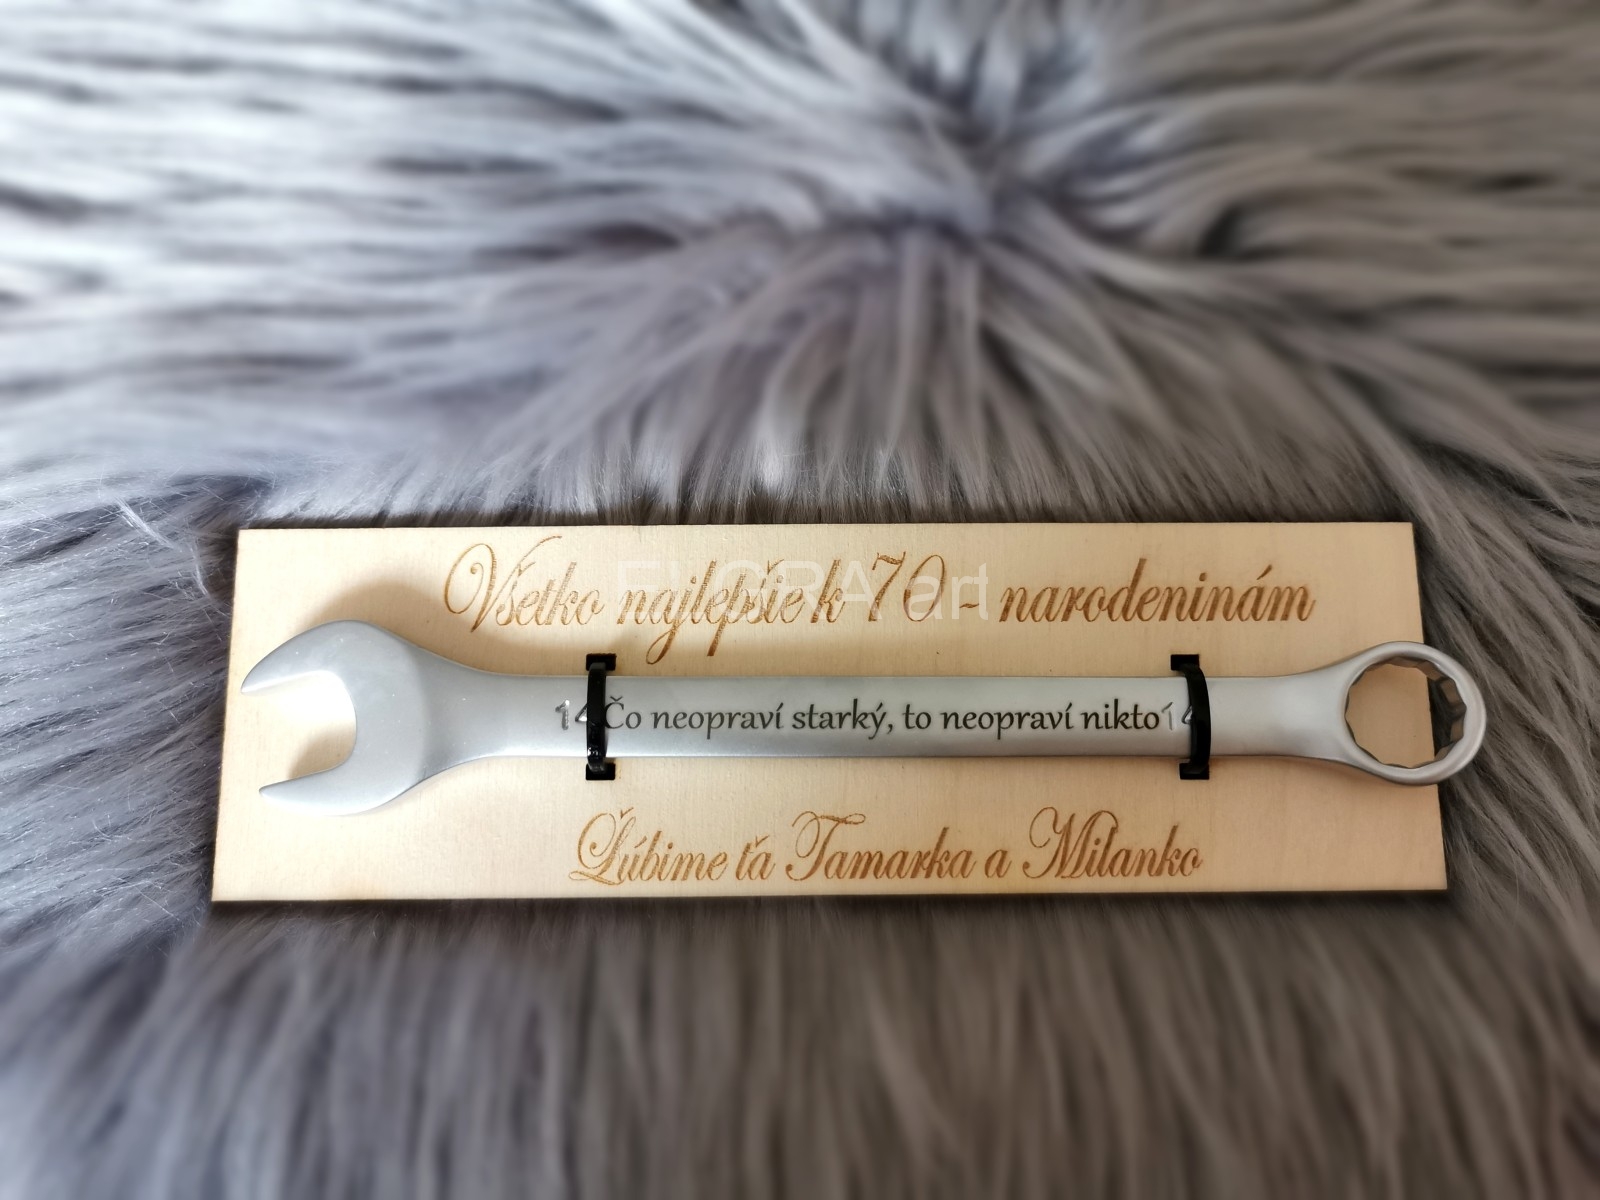 Všetko najlepšie k 70 - narodeninám
14 Čo neopraví starký, to neopraví nikto 14
Ľúbime ťa Tamarka a Milanko